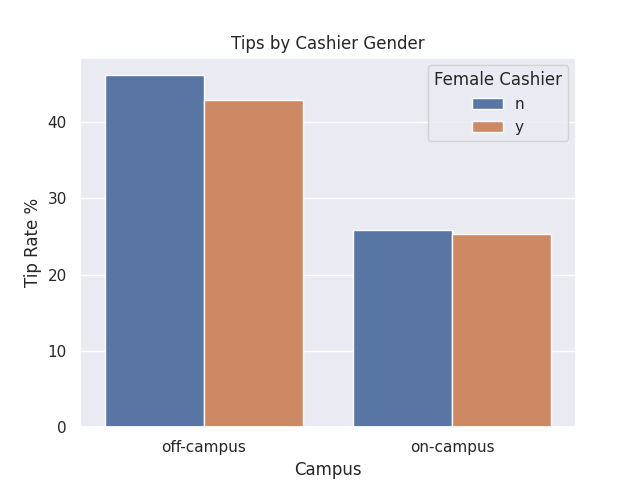 Tips by Cashier Gender
Female Cashier
n
y
Tip Rate %
40
30
20
10
0
off-campus
on-campus
Campus